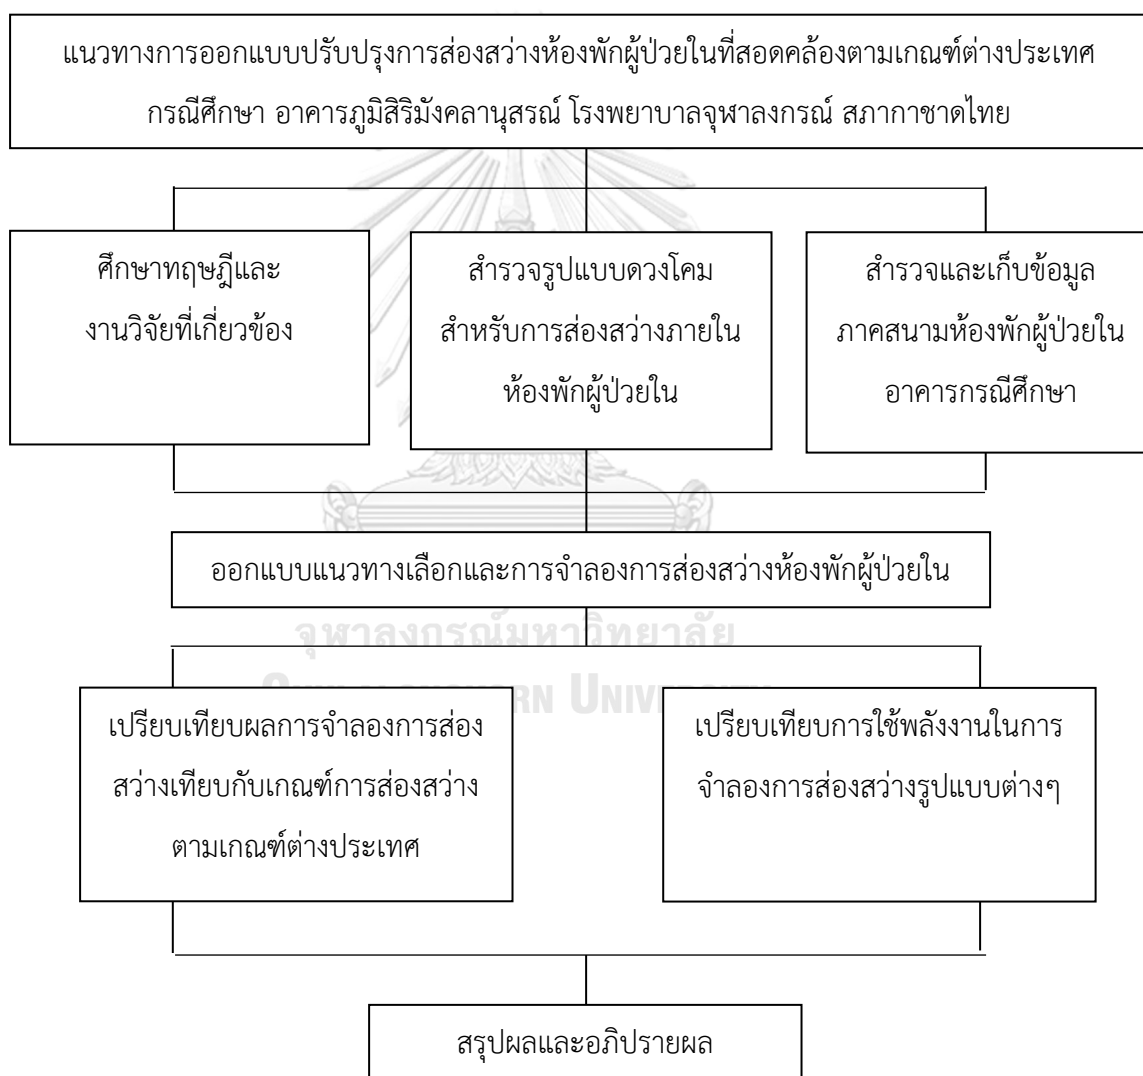 แนวทางการออกแบบปรับปรุงการส่องสว่างห้องพักผู้ป่วยในที่สอดคล้องตามเกณฑ์ต่างประเทศ
กรณีศึกษา อาคารภูมิสิริมังคลานุสรณ์ โรงพยาบาลจุฬาลงกรณ์ สภากาชาดไทย
ศึกษาทฤษฎีและ
งานวิจัยที่เกี่ยวข้อง
สำรวจรูปแบบดวงโคม
สำหรับการส่องสว่างภายใน
ห้องพักผู้ป่วยใน
สำรวจและเก็บข้อมูล
ภาคสนามห้องพักผู้ป่วยใน
อาคารกรณีศึกษา
ออกแบบแนวทางเลือกและการจำลองการส่องสว่างห้องพักผู้ป่วยใน
จุฬาลงกรณ์มหาวิทยาลัย
เปรียบเทียบผลการจำลองการส่อง
สว่างเทียบกับเกณฑ์การส่องสว่าง
ตามเกณฑ์ต่างประเทศ
เปรียบเทียบการใช้พลังงานในการ
จำลองการส่องสว่างรูปแบบต่างๆ
สรุปผลและอภิปรายผล